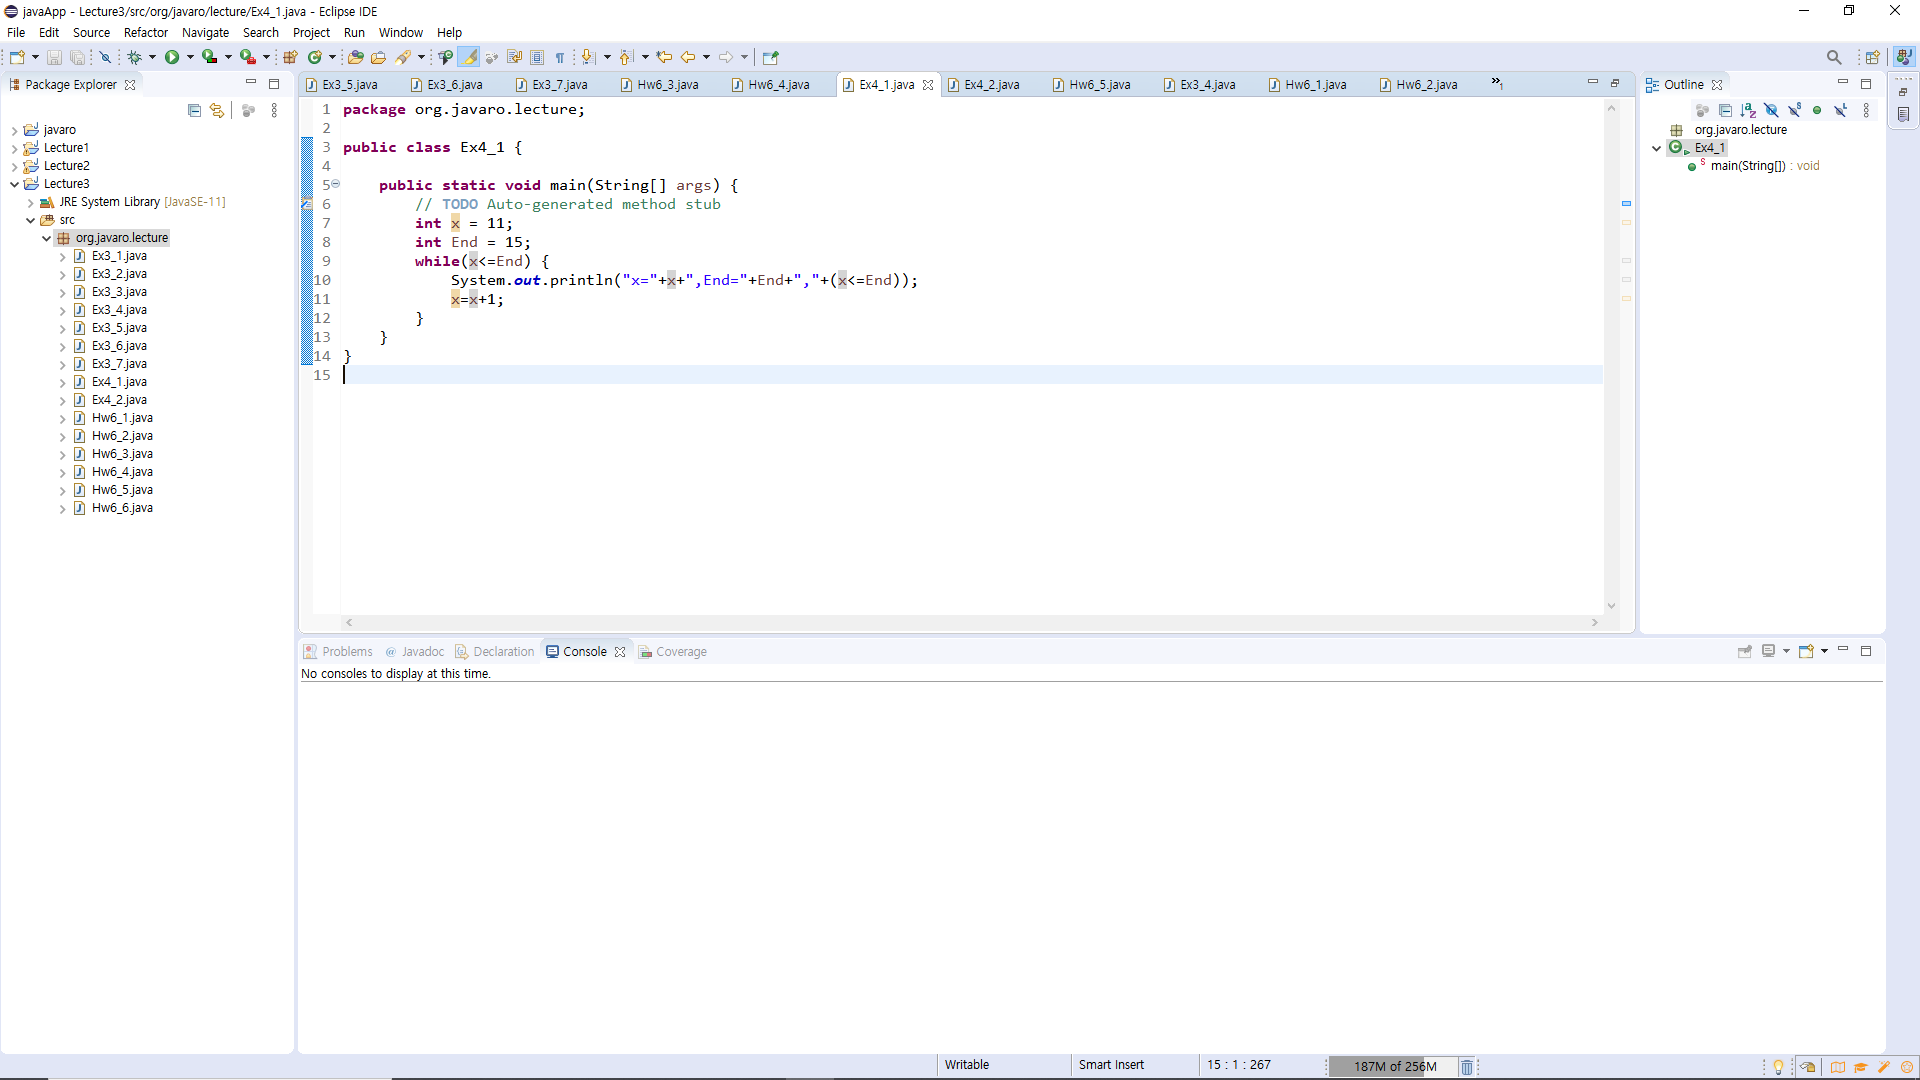 javaApp - Lecture3/src/org/javaro/lecture/Ex4_1.java - Eclipse IDE
File Edit Source Refactor Navigate Search Project Run Window Help
Package Explorer
javaro
Lecture1
Lecture2
Lecture3
JRE System Library [JavaSE-11]
src
org.javaro.lecture
Ex3_1.java
Ex3_2.java
Ex3_3.java
Ex3_4.java
Ex3_5.java
Ex3_6.java
Ex3_7.java
Ex4_1.java
Ex4_2.java
Hw6_1.java
Hw6_2.java
Hw6_3.java
Hw6_4.java
Hw6_5.java
Hw6_6.java
Ex3_5.java Ex3_6.java Ex3_7.java Hw6_3.java Hw6_4.java Ex4_1.java Ex4_2.java Hw6_5.java Ex3_4.java Hw6_1.java Hw6_2.java »1
1 package org.javaro.lecture;
2
3 public class Ex4_1 {
4
5 public static void main(String[] args) {
6 // TODO Auto-generated method stub
7 int x = 11;
8 int End = 15;
9 while(x<=End) {
10 System.out.println("x="+x+",End="+End+","+(x<=End));
11 x=x+1;
12 }
13 }
14 }
15
Outline
org.javaro.lecture
Ex4_1
main(String[]) : void
Problems @ Javadoc Declaration Console Coverage
No consoles to display at this time.
Writable Smart Insert 15 : 1 : 267 187M of 256M